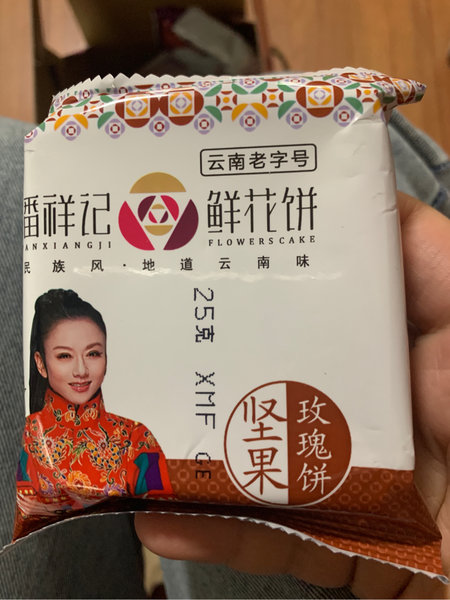 云南老字号
潘祥记
ANXIANGJI
鲜花饼
FLOWERSCAKE
民族风·地道云南味
25克 XMF CE
坚果
玫瑰饼